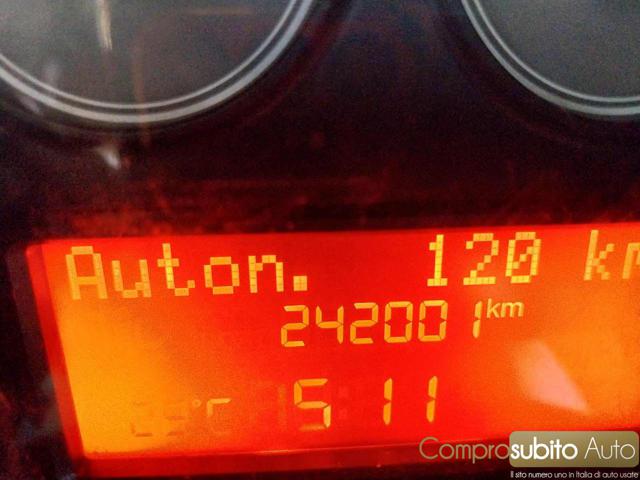 Auton. 120 km
242001 km
°C 5 11
Comprosubito Auto
Il sito numero uno in Italia di auto usate